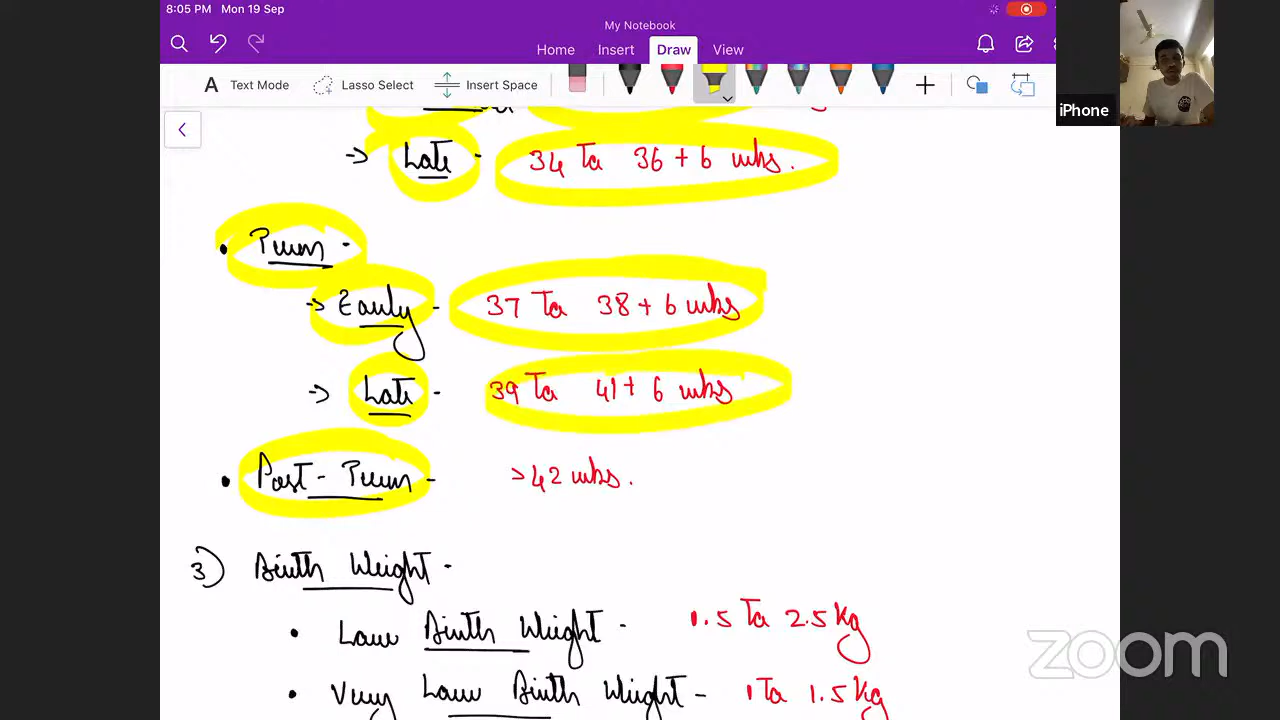 8:05 PM Mon 19 Sep
My Notebook
Home Insert Draw View
A Text Mode Lasso Select Insert Space
iPhone
→ Late - 34 To 36 + 6 wks.
• Term -
→ Early - 37 To 38 + 6 wks
→ Late - 39 To 41 + 6 wks
• Post - Term - >42 wks.
3) Birth Weight -
• Low Birth Weight - 1.5 To 2.5 Kg
• Very Low Birth Weight - 1 To 1.5 Kg
zoom